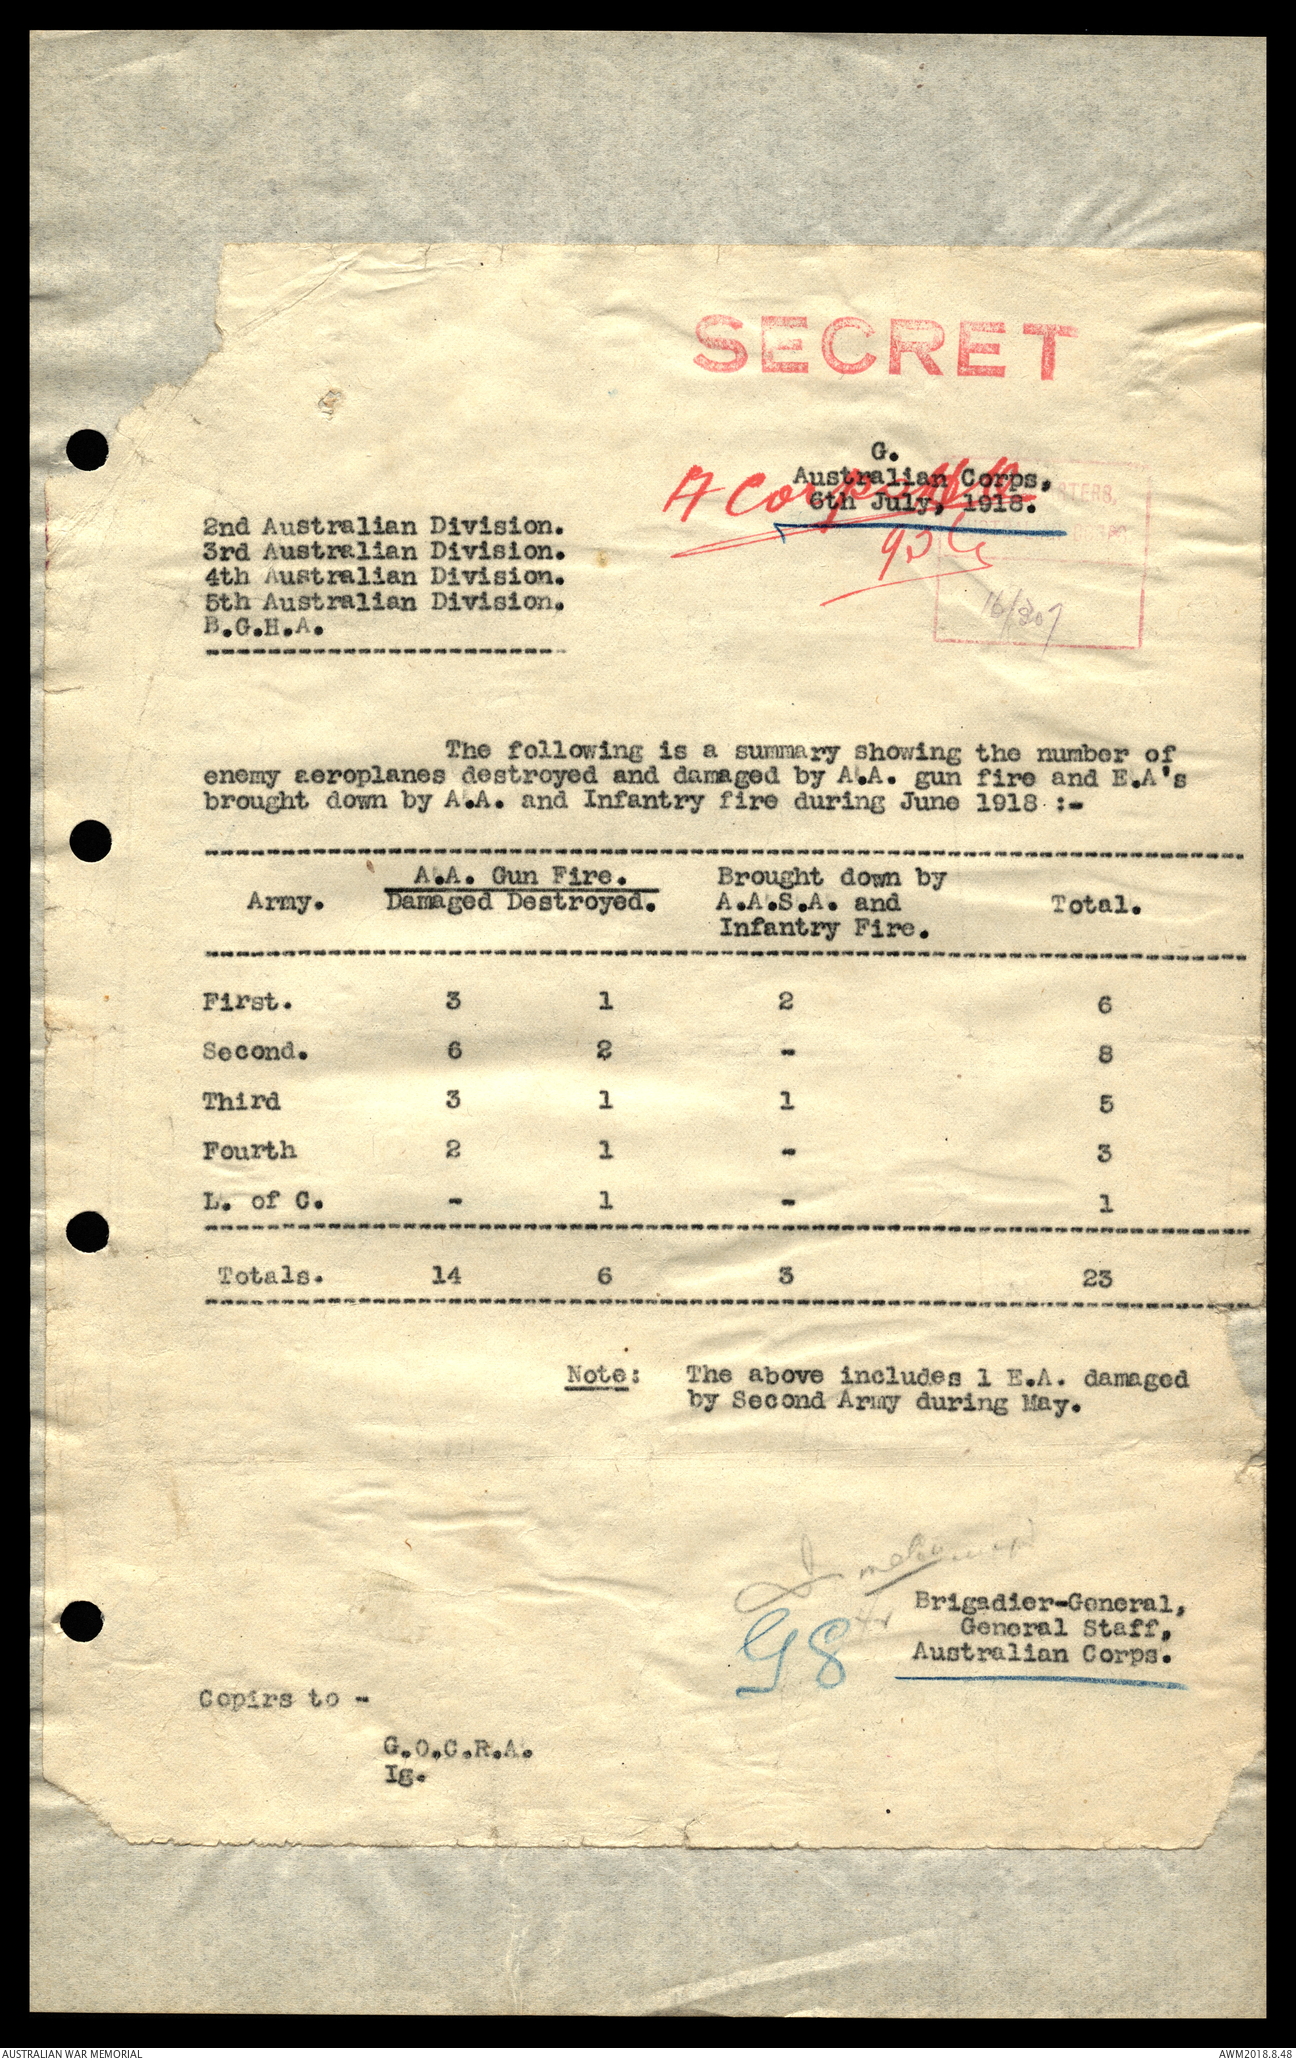 SECRET
G.
Australian Corps,
6th July, 1918.
A Corps
16/807
2nd Australian Division.
3rd Australian Division.
4th Australian Division.
5th Australian Division.
B.G.H.A.
The following is a summary showing the number of
enemy aeroplanes destroyed and damaged by A.A. gun fire and E.A's
brought down by A.A. and Infantry fire during June 1918 :-
A.A. Gun Fire. Brought down by
Army. Damaged Destroyed. A.A.S.A. and Total.
Infantry Fire.
First. 3 1 2 6
Second. 6 2 - 8
Third 3 1 1 5
Fourth 2 1 - 3
L. of C. - 1 - 1
Totals. 14 6 3 23
Note: The above includes 1 E.A. damaged
by Second Army during May.
for
G8
Brigadier-General,
General Staff,
Australian Corps.
Copirs to -
G.O.C.R.A.
Ig.
AUSTRALIAN WAR MEMORIAL
AWM2018.8.48